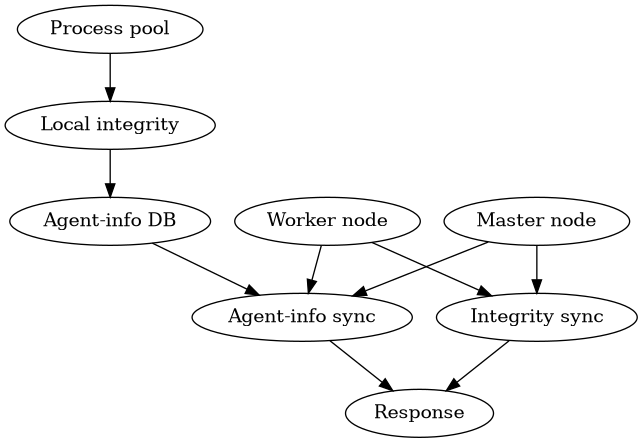 Process pool
Local integrity
Agent-info DB
Worker node
Master node
Agent-info sync
Integrity sync
Response